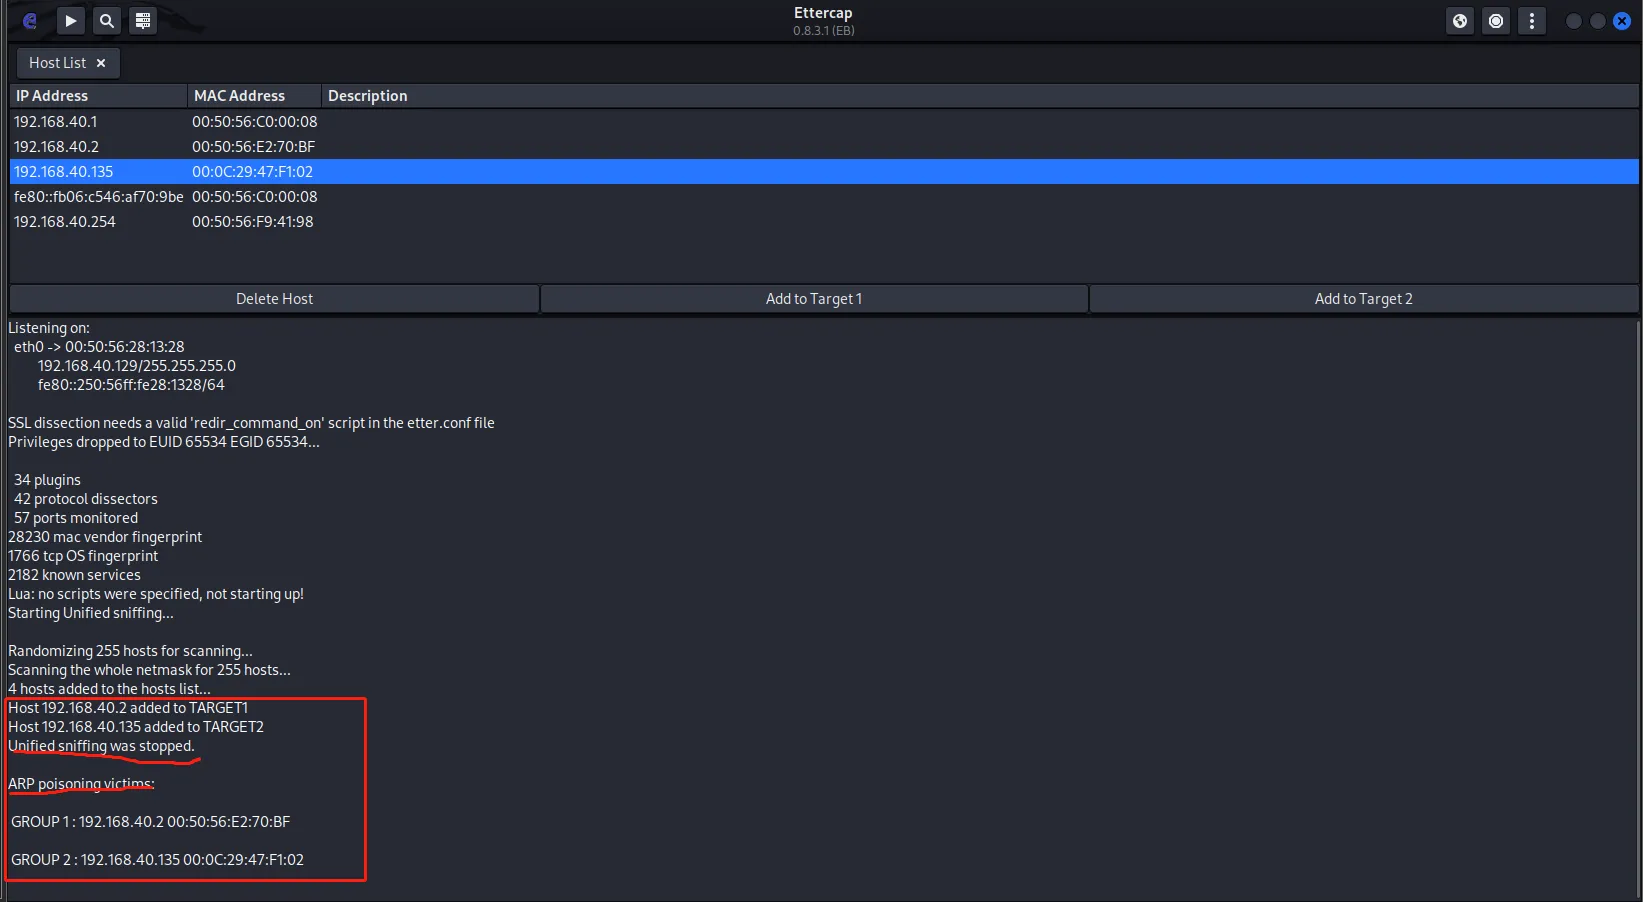 Ettercap
0.8.3.1 (EB)
Host List ×
IP Address MAC Address Description
192.168.40.1 00:50:56:C0:00:08
192.168.40.2 00:50:56:E2:70:BF
192.168.40.135 00:0C:29:47:F1:02
fe80::fb06:c546:af70:9be 00:50:56:C0:00:08
192.168.40.254 00:50:56:F9:41:98
Delete Host Add to Target 1 Add to Target 2
Listening on:
eth0 -> 00:50:56:28:13:28
192.168.40.129/255.255.255.0
fe80::250:56ff:fe28:1328/64
SSL dissection needs a valid 'redir_command_on' script in the etter.conf file
Privileges dropped to EUID 65534 EGID 65534...
34 plugins
42 protocol dissectors
57 ports monitored
28230 mac vendor fingerprint
1766 tcp OS fingerprint
2182 known services
Lua: no scripts were specified, not starting up!
Starting Unified sniffing...
Randomizing 255 hosts for scanning...
Scanning the whole netmask for 255 hosts...
4 hosts added to the hosts list...
Host 192.168.40.2 added to TARGET1
Host 192.168.40.135 added to TARGET2
Unified sniffing was stopped.
ARP poisoning victims:
GROUP 1 : 192.168.40.2 00:50:56:E2:70:BF
GROUP 2 : 192.168.40.135 00:0C:29:47:F1:02